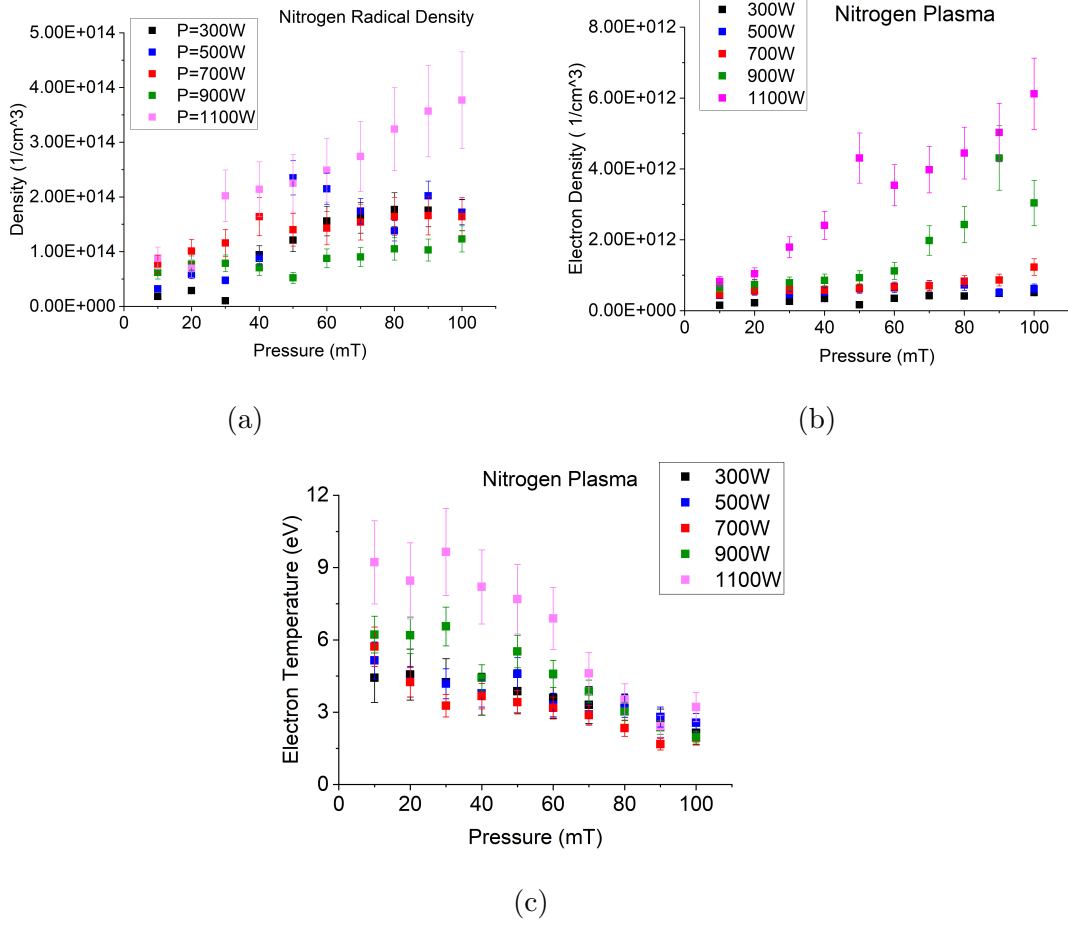 Nitrogen Radical Density
P=300W
P=500W
P=700W
P=900W
P=1100W
5.00E+014
4.00E+014
3.00E+014
2.00E+014
1.00E+014
0.00E+000
0 20 40 60 80 100
Density (1/cm^3)
Pressure (mT)
(a)
Nitrogen Plasma
300W
500W
700W
900W
1100W
8.00E+012
6.00E+012
4.00E+012
2.00E+012
0.00E+000
0 20 40 60 80 100
Electron Density ( 1/cm^3)
Pressure (mT)
(b)
Nitrogen Plasma
300W
500W
700W
900W
1100W
12
9
6
3
0
0 20 40 60 80 100
Electron Temperature (eV)
Pressure (mT)
(c)